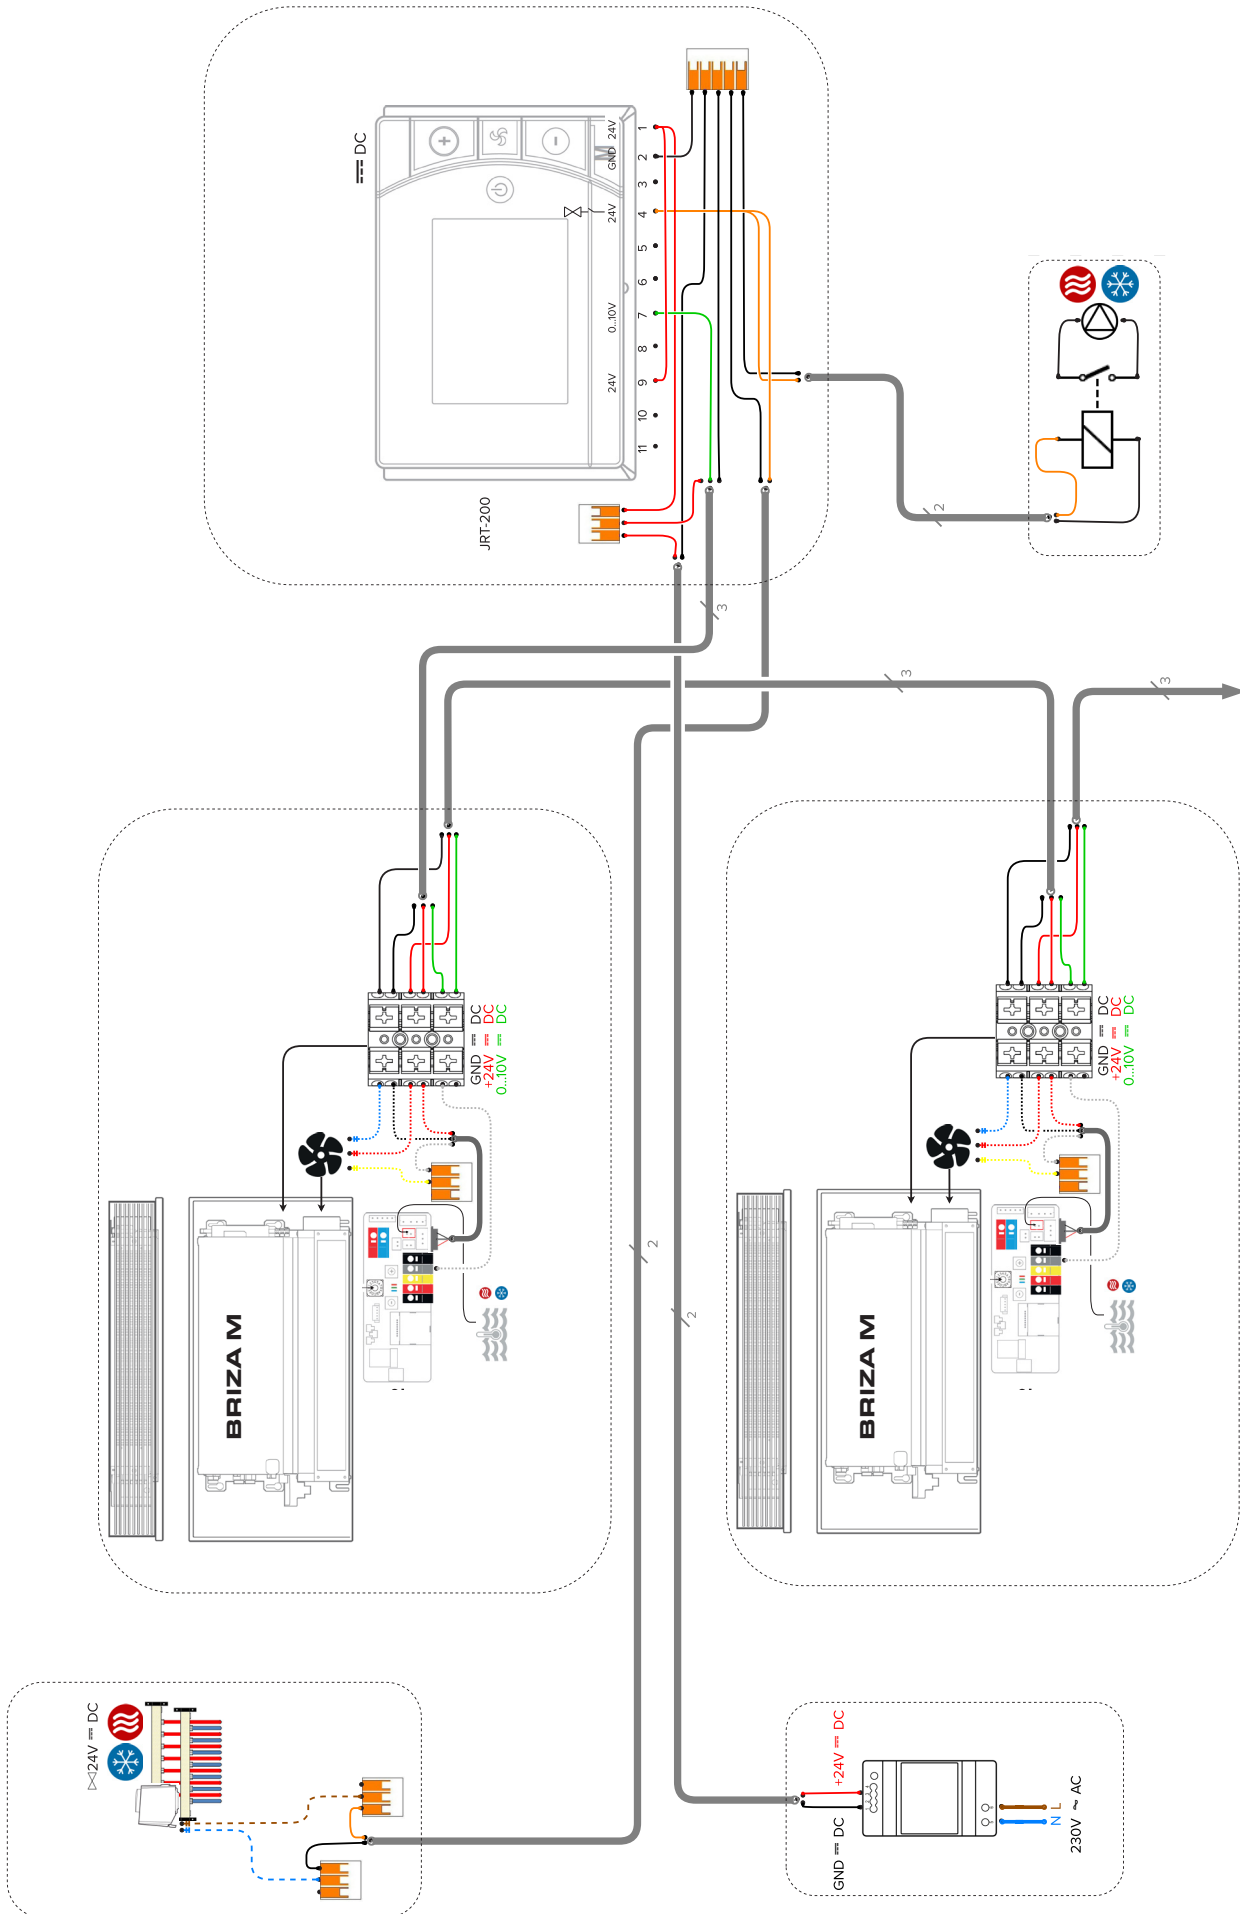 DC
24V
1
GND
2
M
3
24V
4
5
6
0...10V
7
8
24V
9
10
11
JRT-200
2
3
3
3
GND DC
+24V DC
0...10V DC
GND DC
+24V DC
0...10V DC
BRIZA M
BRIZA M
2
2
24V DC
+24V DC
GND DC
L
N
230V ~ AC